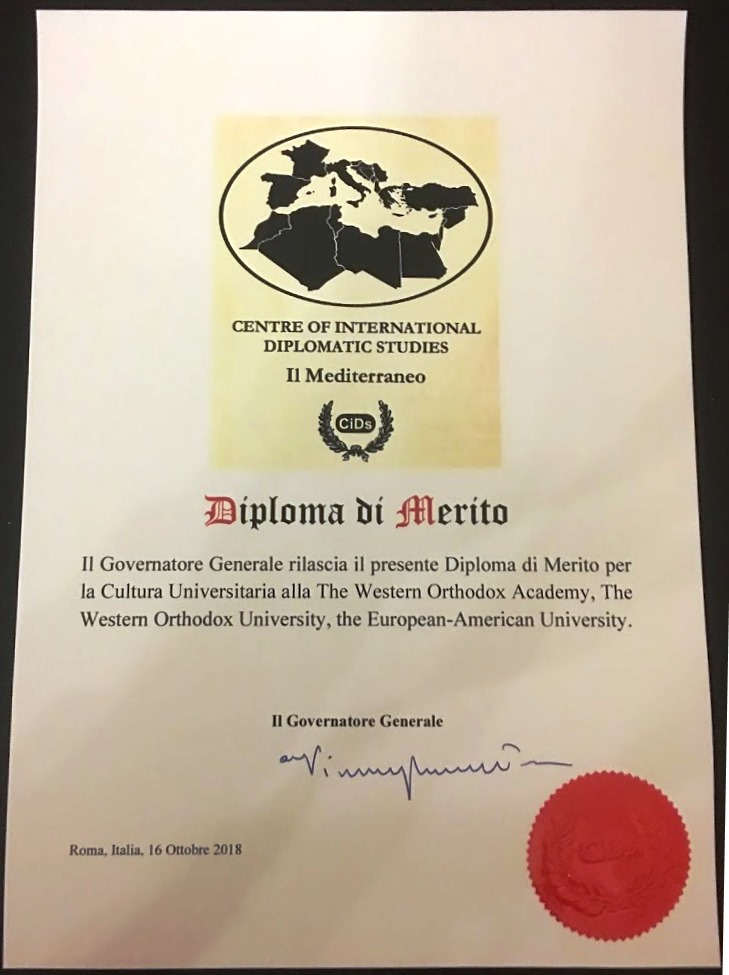 CENTRE OF INTERNATIONAL
DIPLOMATIC STUDIES
Il Mediterraneo
CiDs
Diploma di Merito
Il Governatore Generale rilascia il presente Diploma di Merito per
la Cultura Universitaria alla The Western Orthodox Academy, The
Western Orthodox University, the European-American University.
Il Governatore Generale
Roma, Italia, 16 Ottobre 2018